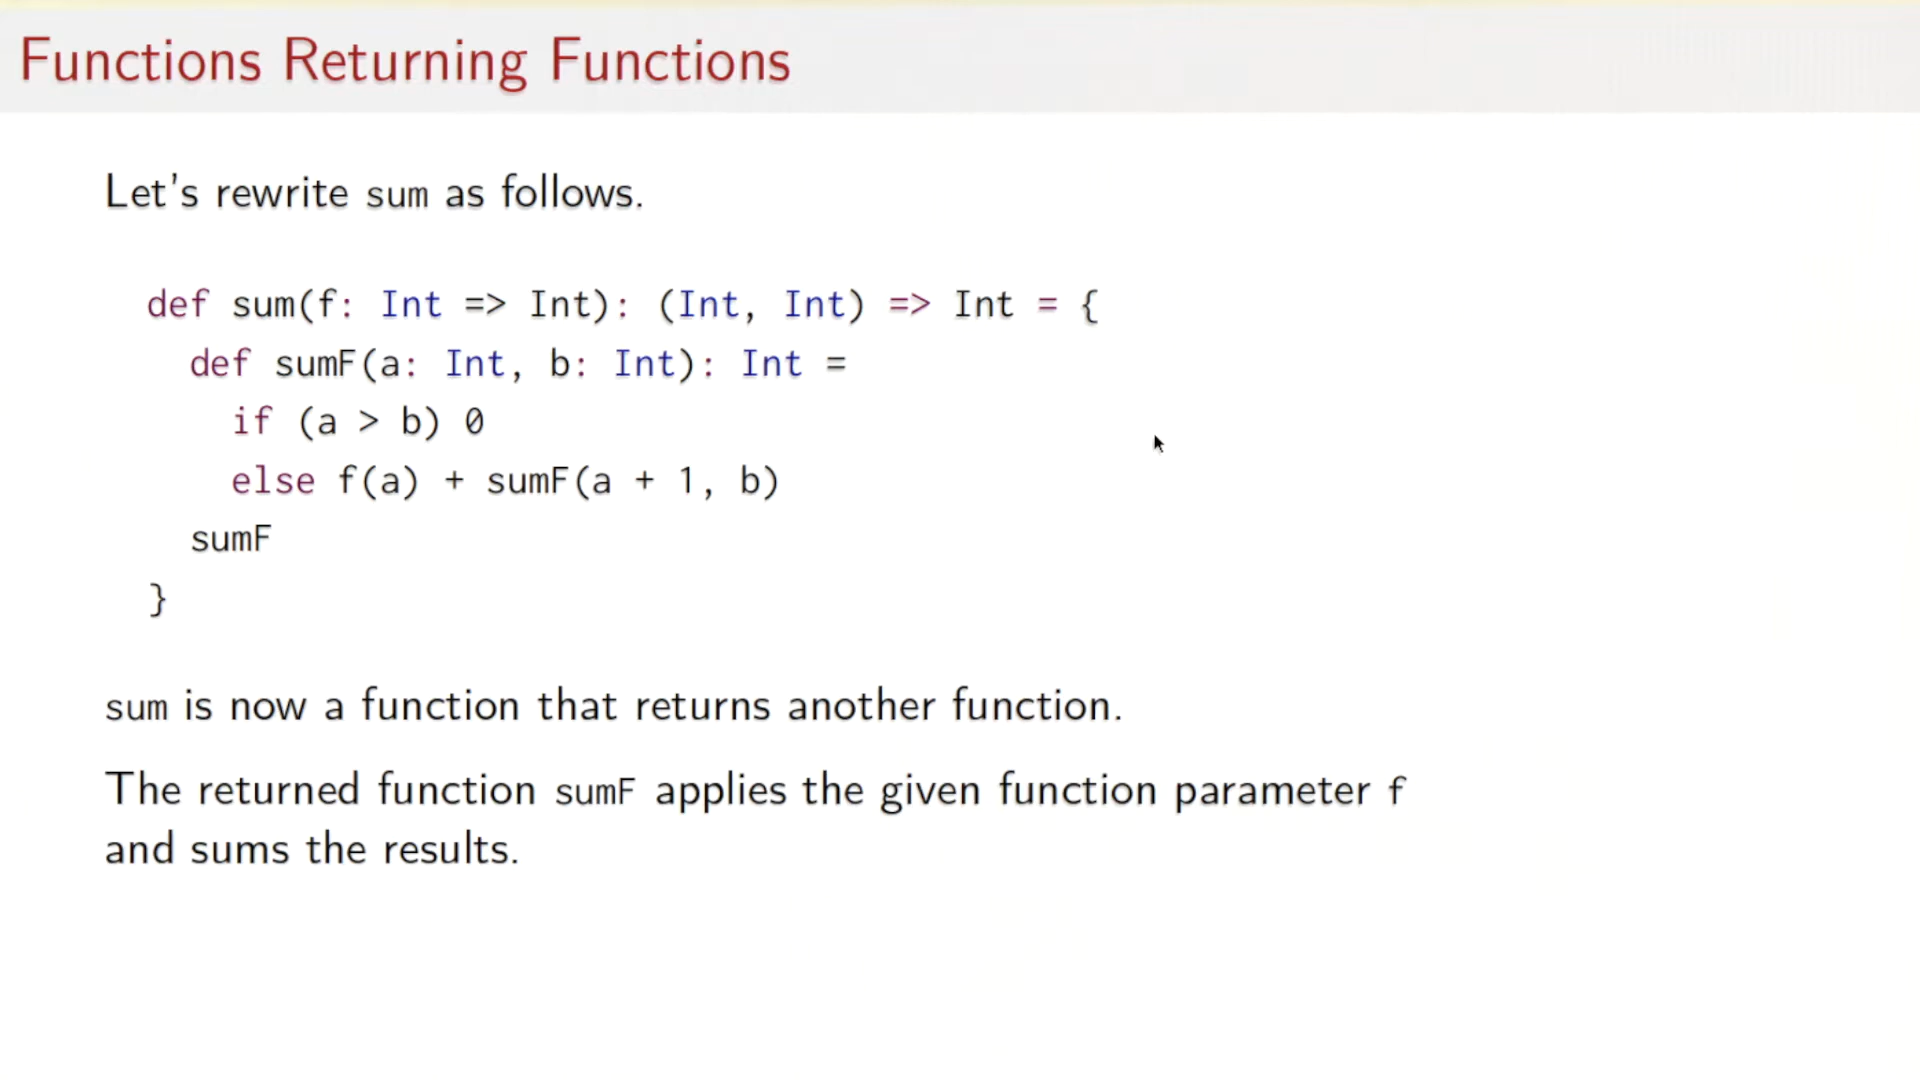 Functions Returning Functions
Let's rewrite sum as follows.
def sum(f: Int => Int): (Int, Int) => Int = {
def sumF(a: Int, b: Int): Int =
if (a > b) 0
else f(a) + sumF(a + 1, b)
sumF
}
sum is now a function that returns another function.
The returned function sumF applies the given function parameter f
and sums the results.